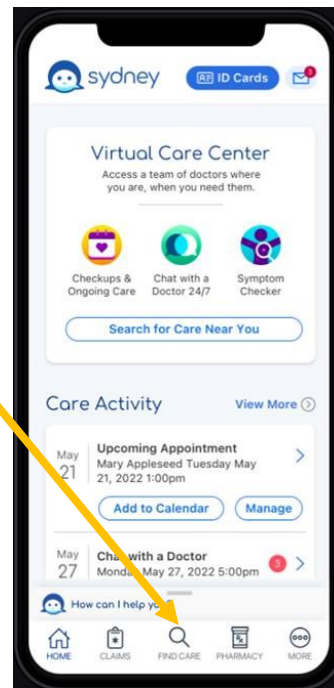 sydney
ID Cards
3
Virtual Care Center
Access a team of doctors where
you are, when you need them.
Checkups &
Ongoing Care
Chat with a
Doctor 24/7
Symptom
Checker
Search for Care Near You
Care Activity
View More
May
21
Upcoming Appointment
Mary Appleseed Tuesday May
21, 2022 1:00pm
Add to Calendar
Manage
May
27
Chat with a Doctor
Monday May 27, 2022 5:00pm
3
How can I help you?
HOME
CLAIMS
FIND CARE
PHARMACY
MORE